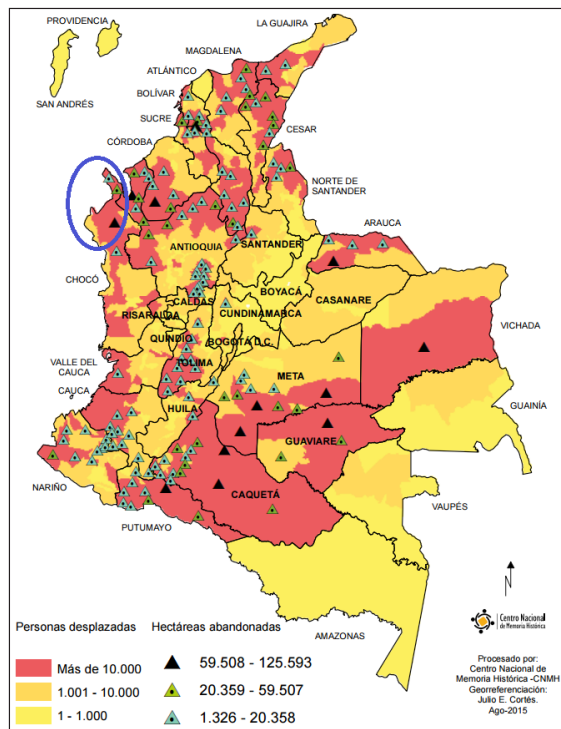 PROVIDENCIA
LA GUAJIRA
MAGDALENA
ATLÁNTICO
BOLÍVAR
SAN ANDRÉS
SUCRE
CESAR
CÓRDOBA
NORTE DE
SANTANDER
ARAUCA
ANTIOQUIA
SANTANDER
CHOCÓ
BOYACÁ
CASANARE
CALDAS
RISARALDA
CUNDINAMARCA
VICHADA
QUINDIO
BOGOTÁ D.C.
VALLE DEL
CAUCA
TOLIMA
META
CAUCA
GUAINÍA
HUILA
GUAVIARE
NARIÑO
CAQUETÁ
VAUPÉS
PUTUMAYO
N
AMAZONAS
Centro Nacional
de Memoria Histórica
Personas desplazadas
Hectáreas abandonadas
Más de 10.000
59.508 - 125.593
1.001 - 10.000
20.359 - 59.507
1 - 1.000
1.326 - 20.358
Procesado por:
Centro Nacional de
Memoria Histórica -CNMH
Georreferenciación:
Julio E. Cortés.
Ago-2015